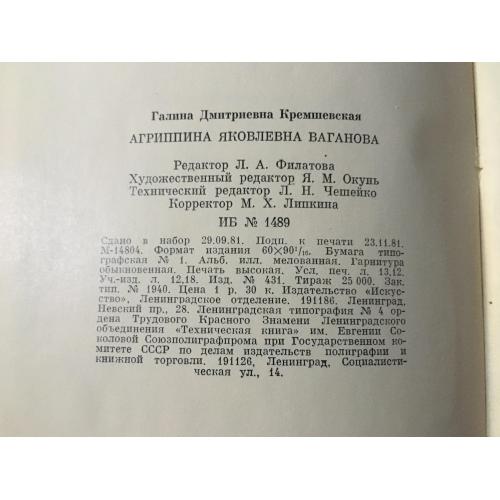 Галина Дмитриевна Кремшевская
АГРИППИНА ЯКОВЛЕВНА ВАГАНОВА
Редактор Л. А. Филатова
Художественный редактор Я. М. Окунь
Технический редактор Л. Н. Чешейко
Корректор М. Х. Липкина
ИБ № 1489
Сдано в набор 29.09.81. Подп. к печати 23.11.81.
М-14804. Формат издания 60×90¹/₁₆. Бумага типо-
графская № 1. Альб. илл. мелованная. Гарнитура
обыкновенная. Печать высокая. Усл. печ. л. 13,12.
Уч.-изд. л. 12,18. Изд. № 431. Тираж 25 000. Зак.
тип. № 1940. Цена 1 р. 30 к. Издательство «Искус-
ство», Ленинградское отделение. 191186. Ленинград,
Невский пр., 28. Ленинградская типография № 4 ор-
дена Трудового Красного Знамени Ленинградского
объединения «Техническая книга» им. Евгении Со-
коловой Союзполиграфпрома при Государственном ко-
митете СССР по делам издательств полиграфии и
книжной торговли. 191126, Ленинград, Социалисти-
ческая ул., 14.